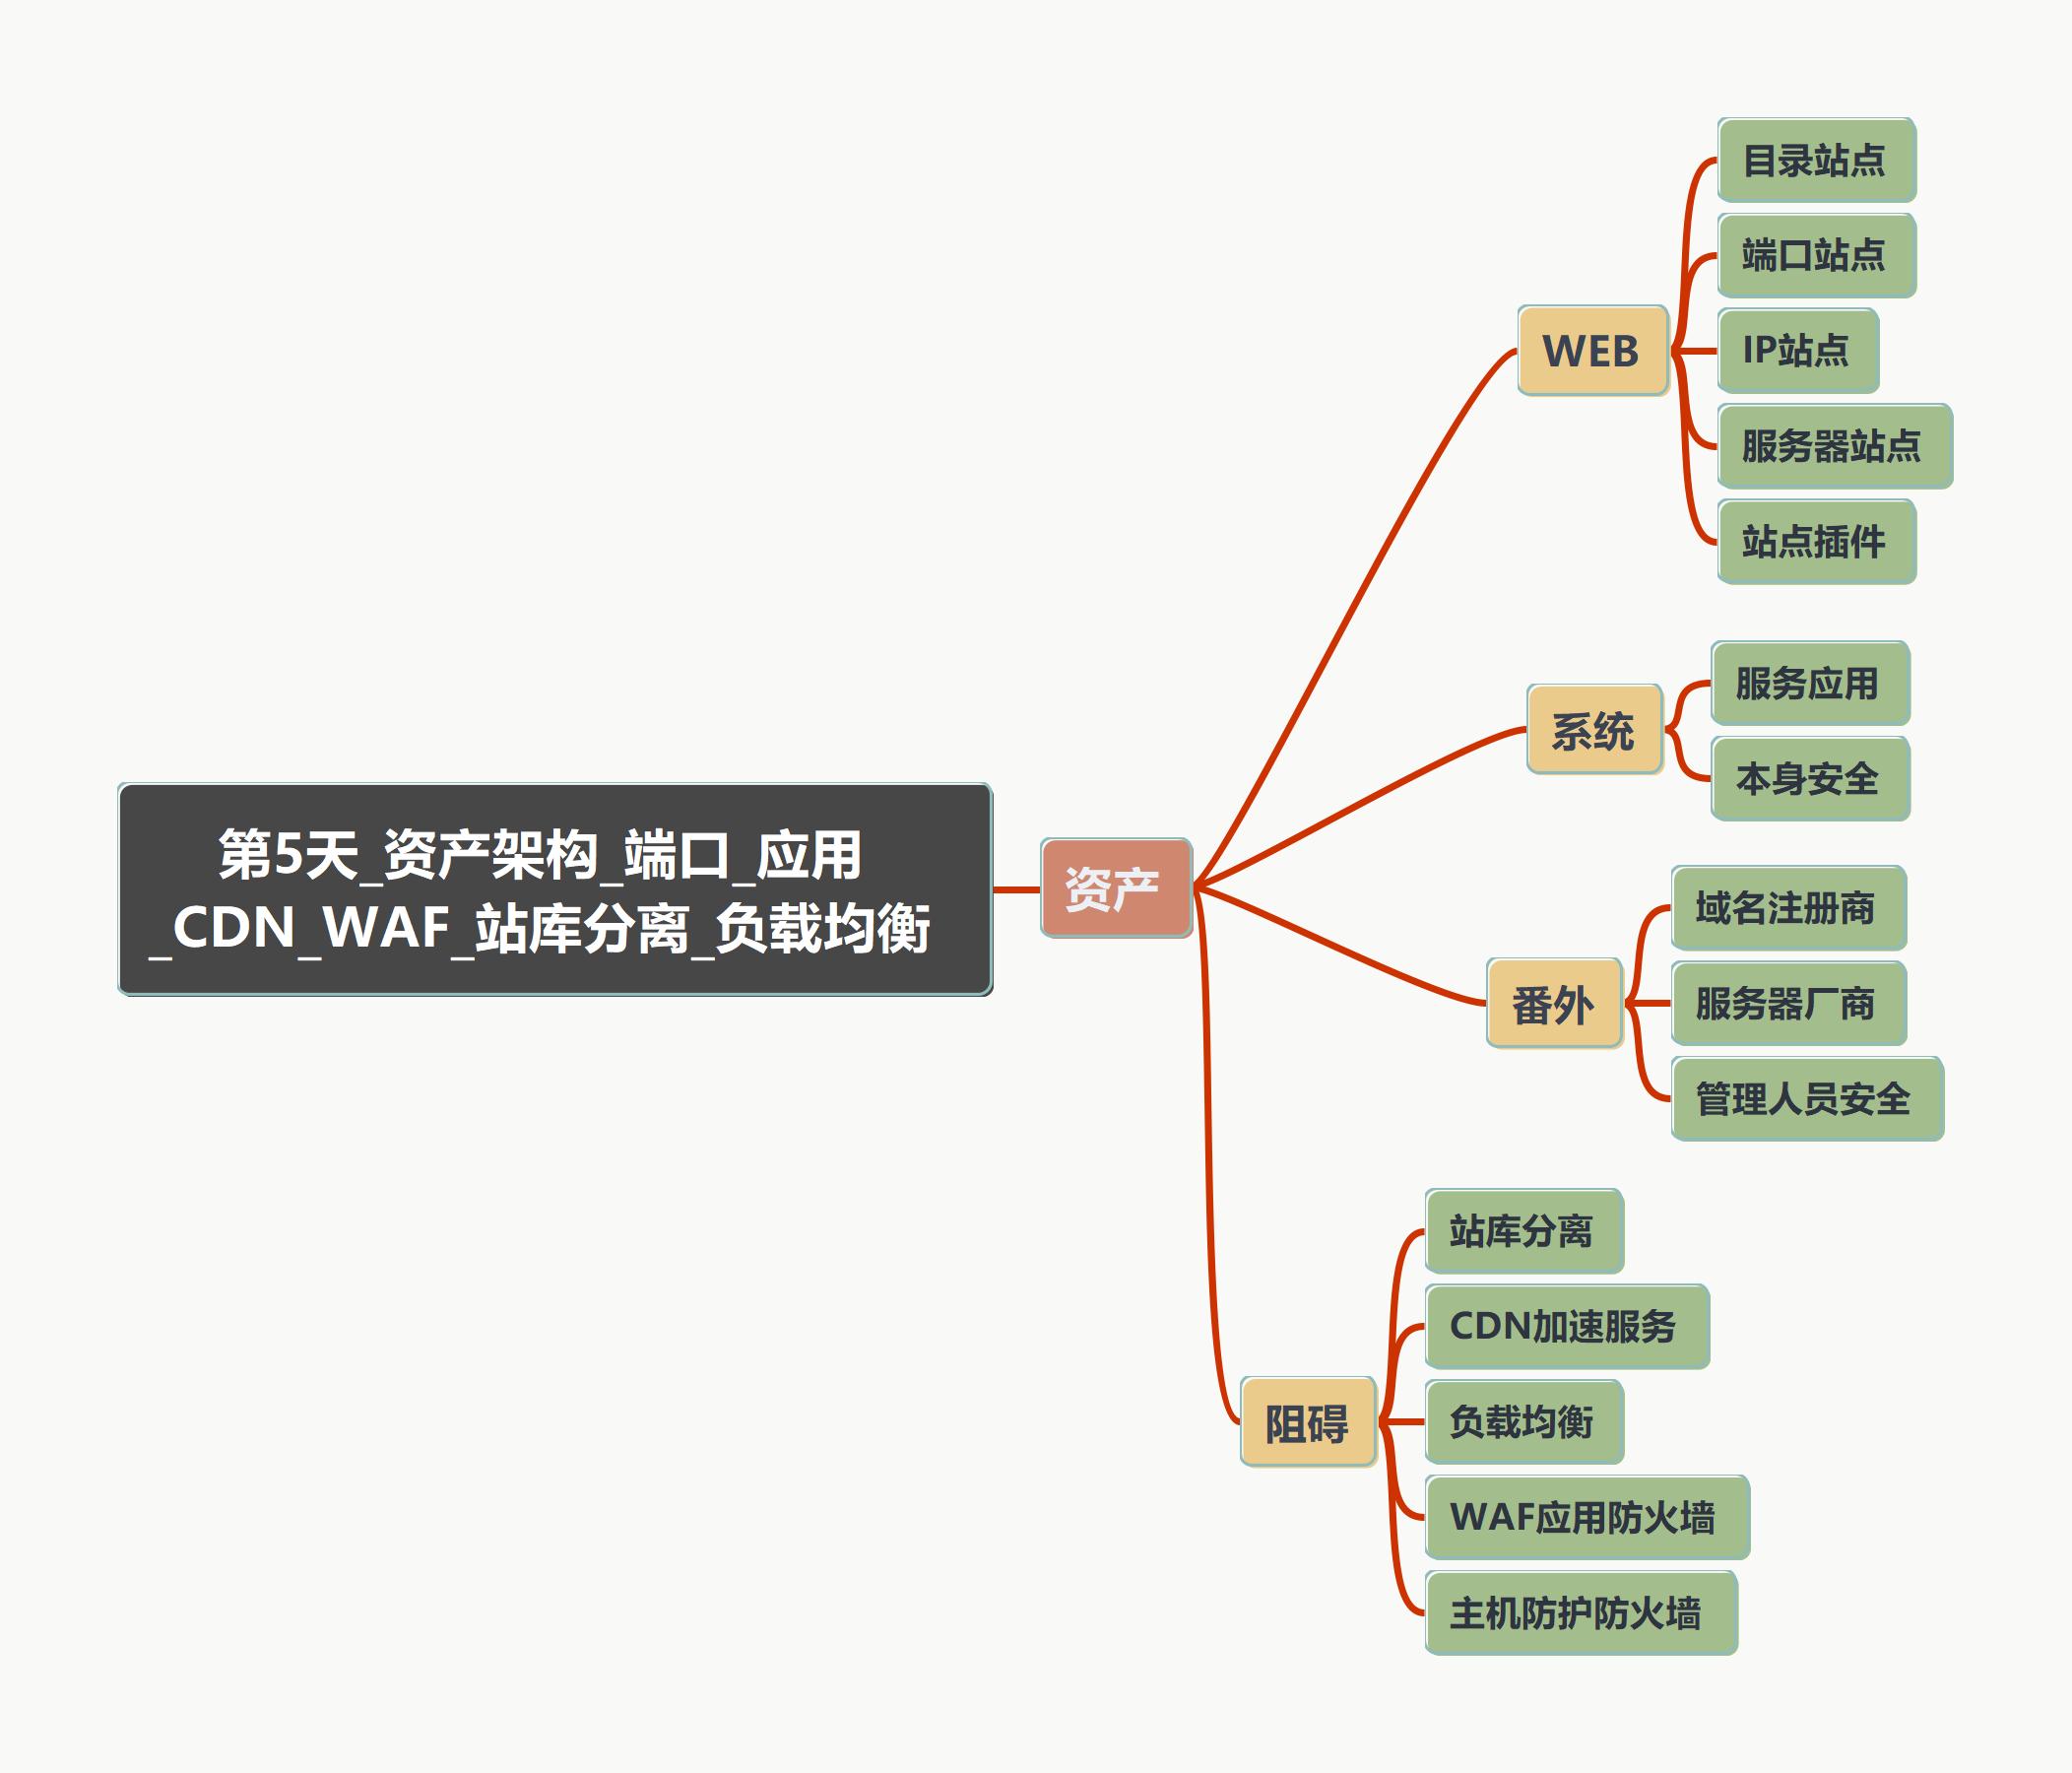 第5天_资产架构_端口_应用
_CDN_WAF_站库分离_负载均衡
资产
WEB
目录站点
端口站点
IP站点
服务器站点
站点插件
系统
服务应用
本身安全
番外
域名注册商
服务器厂商
管理人员安全
阻碍
站库分离
CDN加速服务
负载均衡
WAF应用防火墙
主机防护防火墙